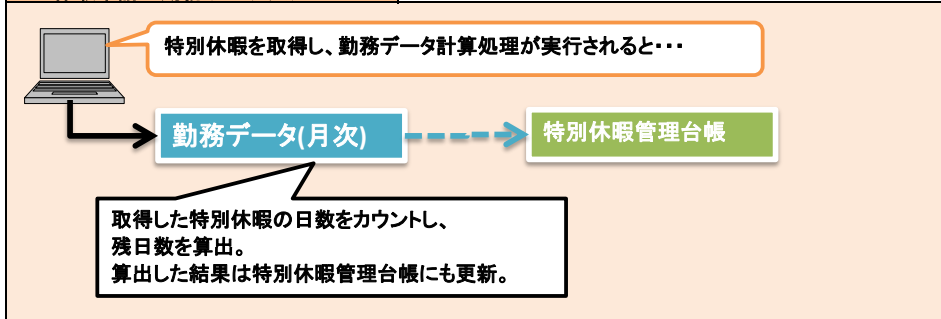 特別休暇を取得し、勤務データ計算処理が実行されると・・・
勤務データ(月次)
特別休暇管理台帳
取得した特別休暇の日数をカウントし、
残日数を算出。
算出した結果は特別休暇管理台帳にも更新。